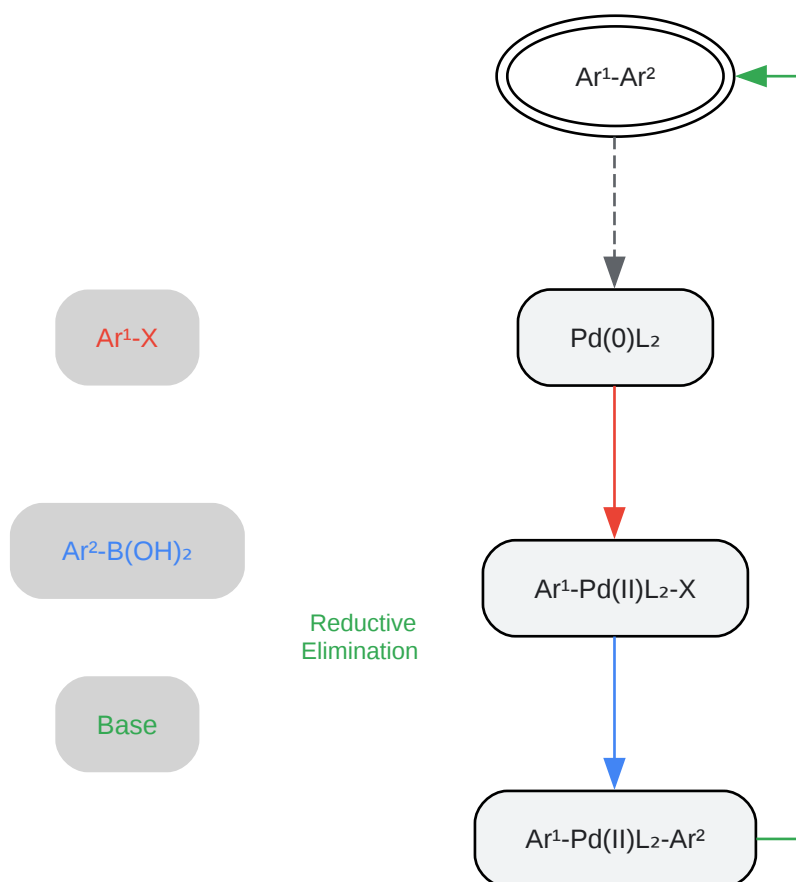 Ar¹-Ar²
Ar¹-X
Pd(0)L₂
Ar²-B(OH)₂
Ar¹-Pd(II)L₂-X
Reductive
Elimination
Base
Ar¹-Pd(II)L₂-Ar²